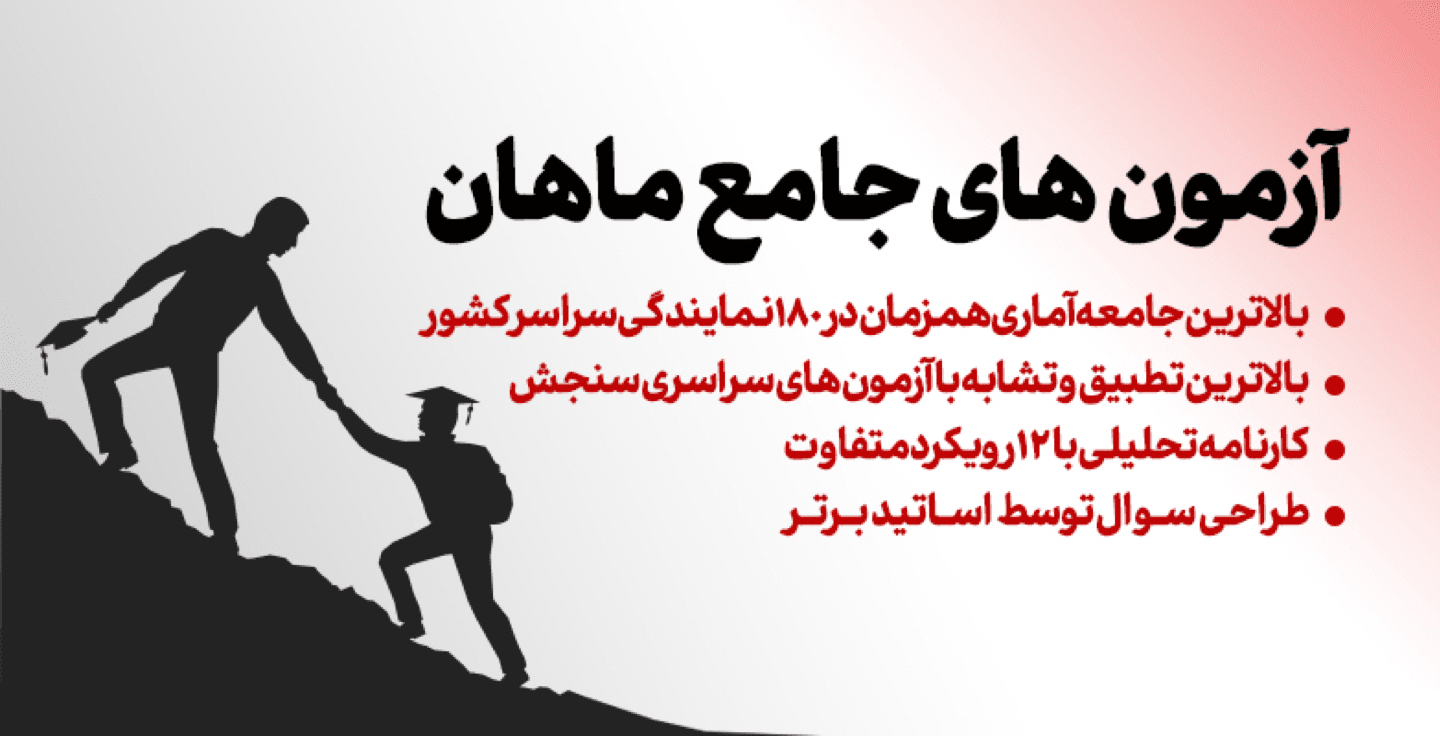 آزمون های جامع ماهان
• بالاترین جامعه آماری همزمان در ۱۸۰ نمایندگی سراسر کشور
• بالاترین تطبیق و تشابه با آزمون های سراسری سنجش
• کارنامه تحلیلی با ۱۲ رویکرد متفاوت
• طراحی سوال توسط اساتید برتر